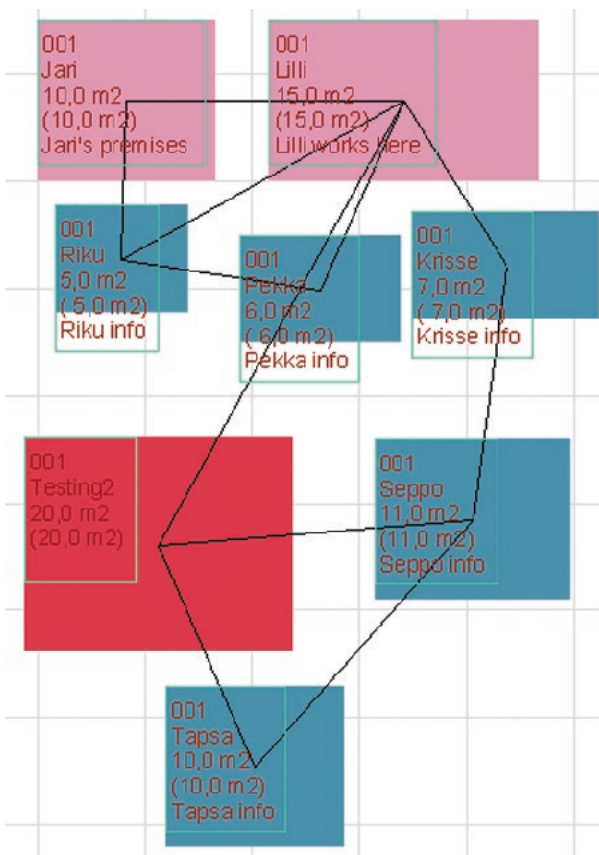 001
Jari
10,0 m2
(10,0 m2)
Jari's premises
001
Lilli
15,0 m2
(15,0 m2)
Lilli works here
001
Riku
5,0 m2
( 5,0 m2)
Riku info
001
Pekka
6,0 m2
( 6,0 m2)
Pekka info
001
Krisse
7,0 m2
( 7,0 m2)
Krisse info
001
Testing2
20,0 m2
(20,0 m2)
001
Seppo
11,0 m2
(11,0 m2)
Seppo info
001
Tapsa
10,0 m2
(10,0 m2)
Tapsa info